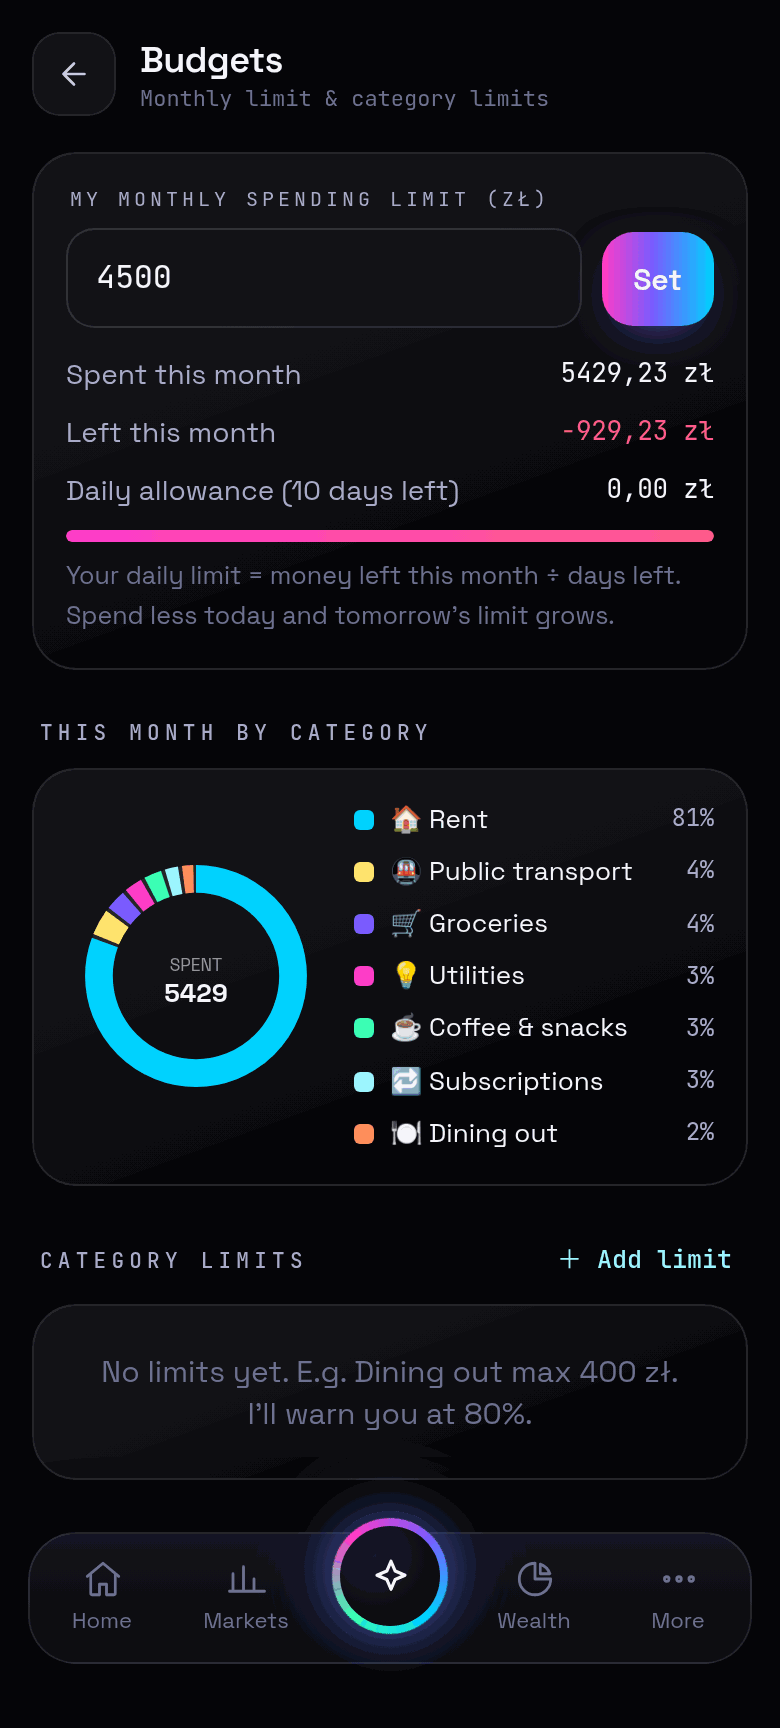 Budgets
Monthly limit & category limits
MY MONTHLY SPENDING LIMIT (ZŁ)
4500
Set
Spent this month 5429,23 zł
Left this month -929,23 zł
Daily allowance (10 days left) 0,00 zł
Your daily limit = money left this month ÷ days left.
Spend less today and tomorrow's limit grows.
THIS MONTH BY CATEGORY
SPENT
5429
Rent 81%
Public transport 4%
Groceries 4%
Utilities 3%
Coffee & snacks 3%
Subscriptions 3%
Dining out 2%
CATEGORY LIMITS
+ Add limit
No limits yet. E.g. Dining out max 400 zł.
I'll warn you at 80%.
Home
Markets
Wealth
More